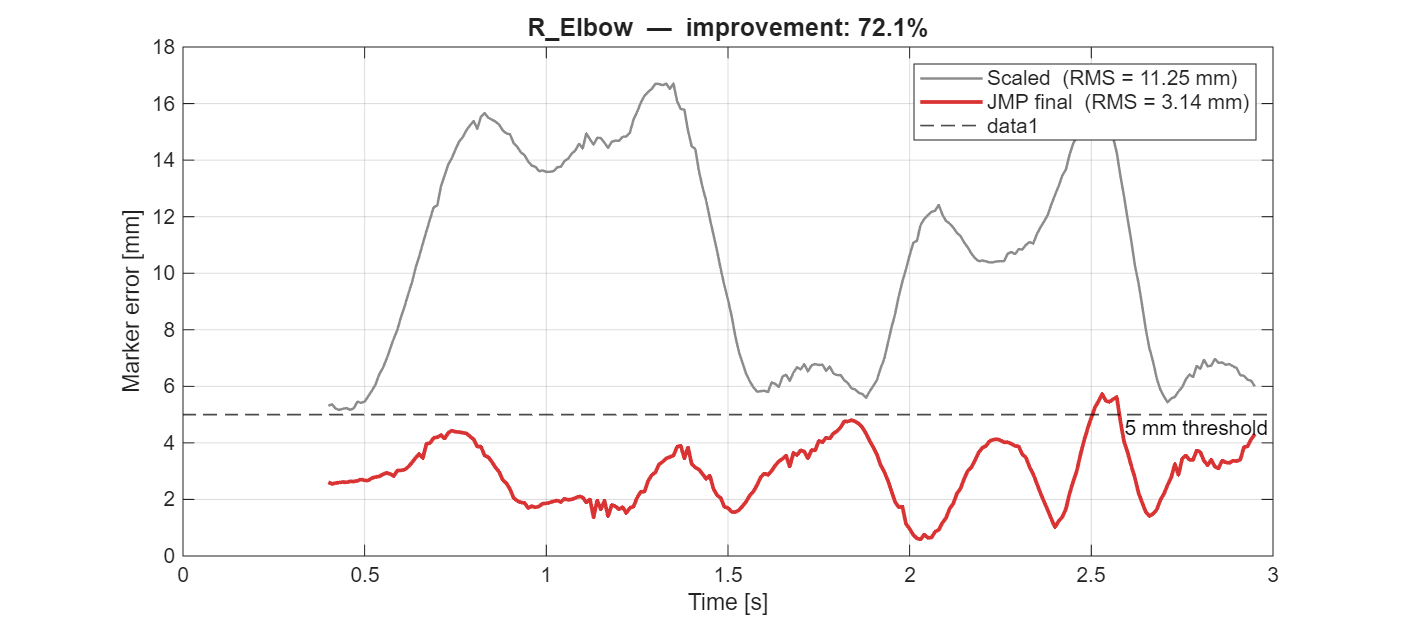 R_Elbow — improvement: 72.1%
18
16
14
12
10
8
6
4
2
0
Marker error [mm]
Scaled (RMS = 11.25 mm)
JMP final (RMS = 3.14 mm)
data1
5 mm threshold
0 0.5 1 1.5 2 2.5 3
Time [s]